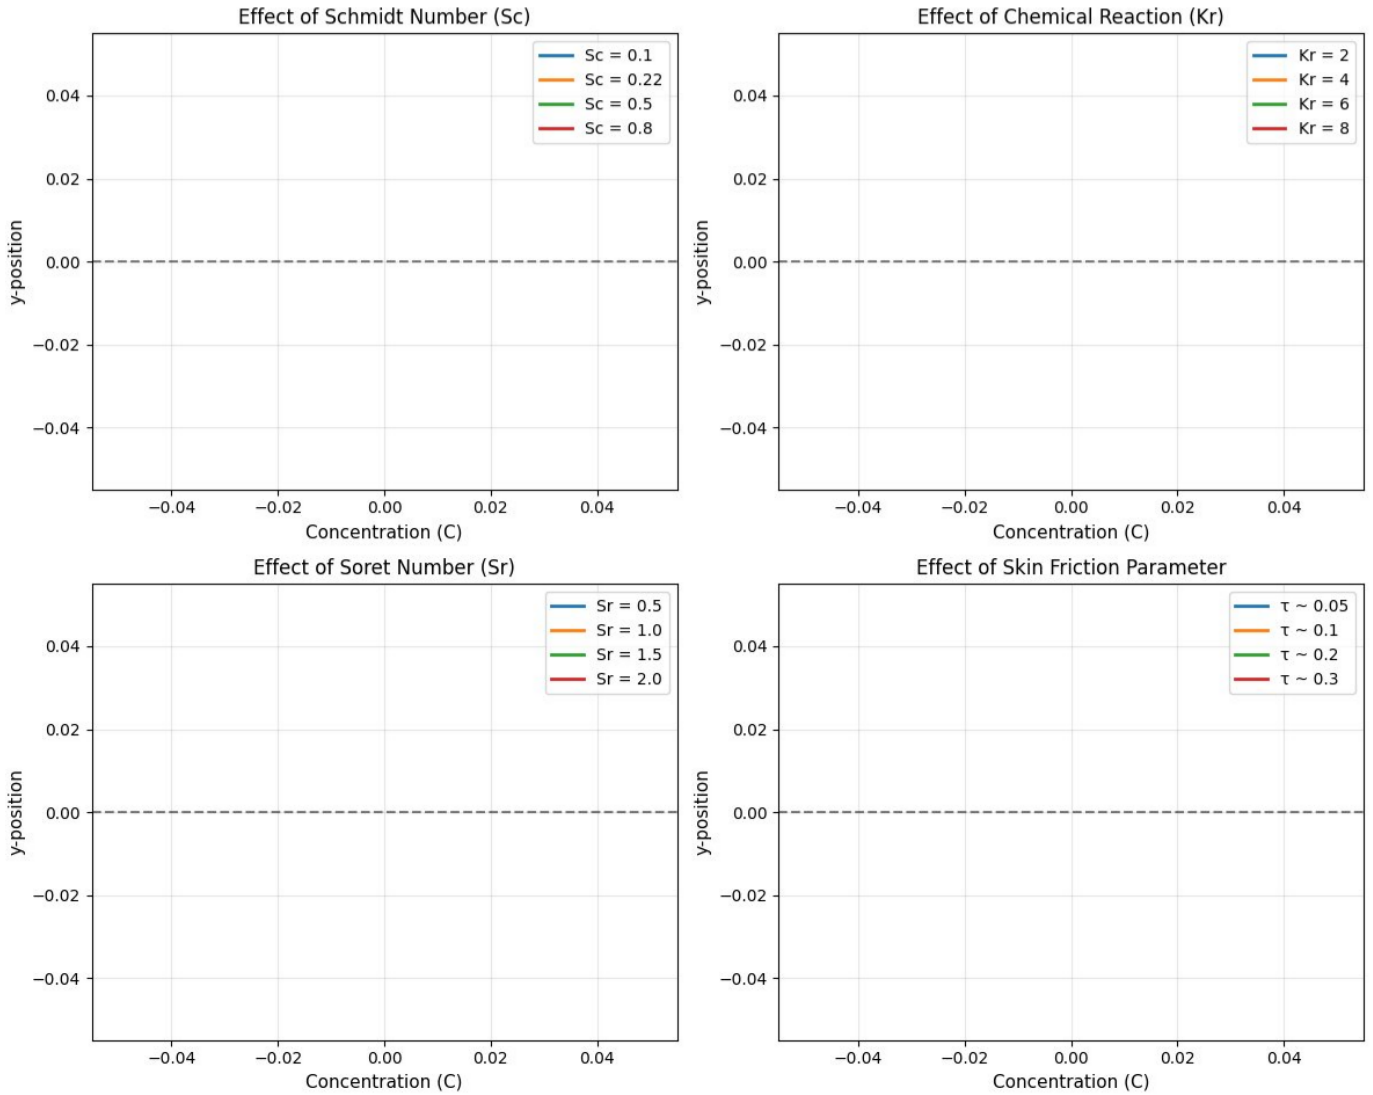 Effect of Schmidt Number (Sc)
Sc = 0.1
Sc = 0.22
Sc = 0.5
Sc = 0.8
0.04
0.02
0.00
−0.02
−0.04
y-position
−0.04 −0.02 0.00 0.02 0.04
Concentration (C)
Effect of Chemical Reaction (Kr)
Kr = 2
Kr = 4
Kr = 6
Kr = 8
0.04
0.02
0.00
−0.02
−0.04
y-position
−0.04 −0.02 0.00 0.02 0.04
Concentration (C)
Effect of Soret Number (Sr)
Sr = 0.5
Sr = 1.0
Sr = 1.5
Sr = 2.0
0.04
0.02
0.00
−0.02
−0.04
y-position
−0.04 −0.02 0.00 0.02 0.04
Concentration (C)
Effect of Skin Friction Parameter
τ ~ 0.05
τ ~ 0.1
τ ~ 0.2
τ ~ 0.3
0.04
0.02
0.00
−0.02
−0.04
y-position
−0.04 −0.02 0.00 0.02 0.04
Concentration (C)